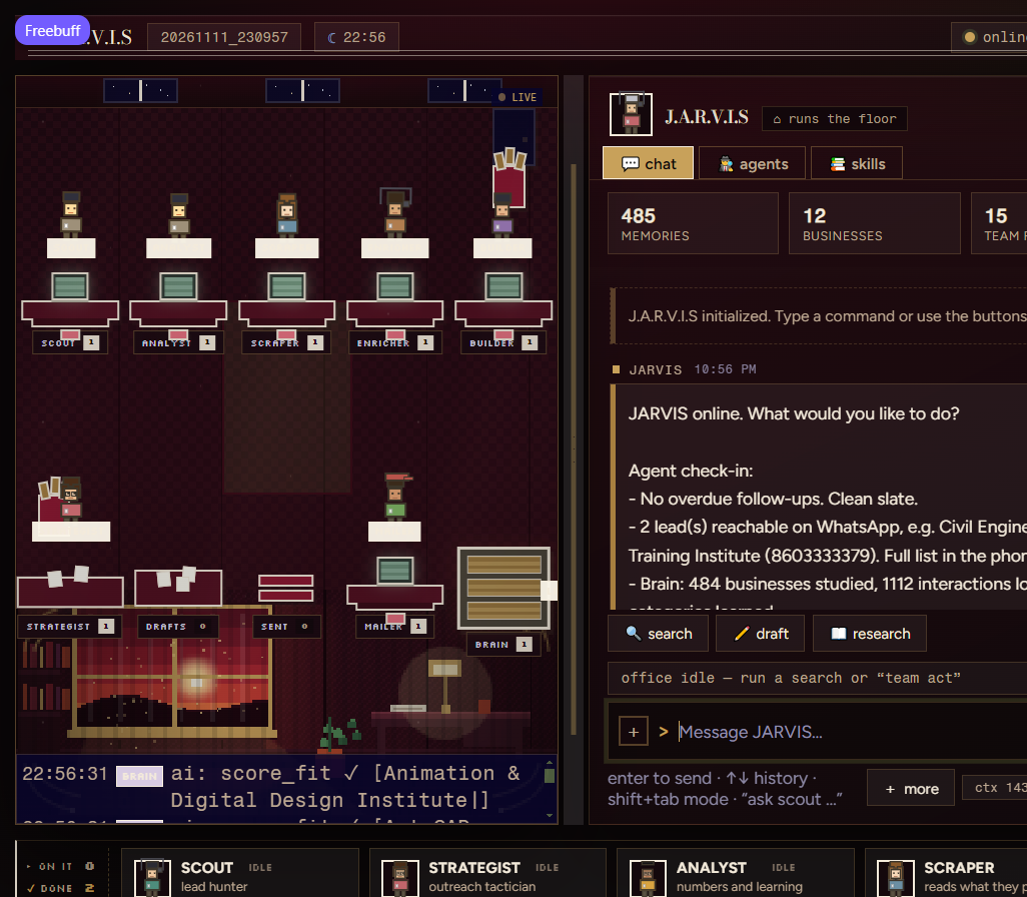 Freebuff
.V.I.S
20261111_230957
☾ 22:56
onlin
LIVE
SCOUT 1
ANALYST 1
SCRAPER 1
ENRICHER 1
BUILDER 1
STRATEGIST 1
DRAFTS 0
SENT 0
MAILER 1
BRAIN 1
22:56:31 BRAIN ai: score_fit ✓ [Animation &
Digital Design Institute|]
J.A.R.V.I.S
⌂ runs the floor
chat
agents
skills
485
MEMORIES
12
BUSINESSES
15
TEAM
J.A.R.V.I.S initialized. Type a command or use the buttons
JARVIS 10:56 PM
JARVIS online. What would you like to do?
Agent check-in:
- No overdue follow-ups. Clean slate.
- 2 lead(s) reachable on WhatsApp, e.g. Civil Engine
Training Institute (8603333379). Full list in the phon
- Brain: 484 businesses studied, 1112 interactions lo
categories learned
search
draft
research
office idle — run a search or “team act”
+ > Message JARVIS...
enter to send · ↑↓ history ·
shift+tab mode · “ask scout ...”
+ more
ctx 143
ON IT 0
✓ DONE 2
SCOUT IDLE
lead hunter
STRATEGIST IDLE
outreach tactician
ANALYST IDLE
numbers and learning
SCRAPER
reads what they p